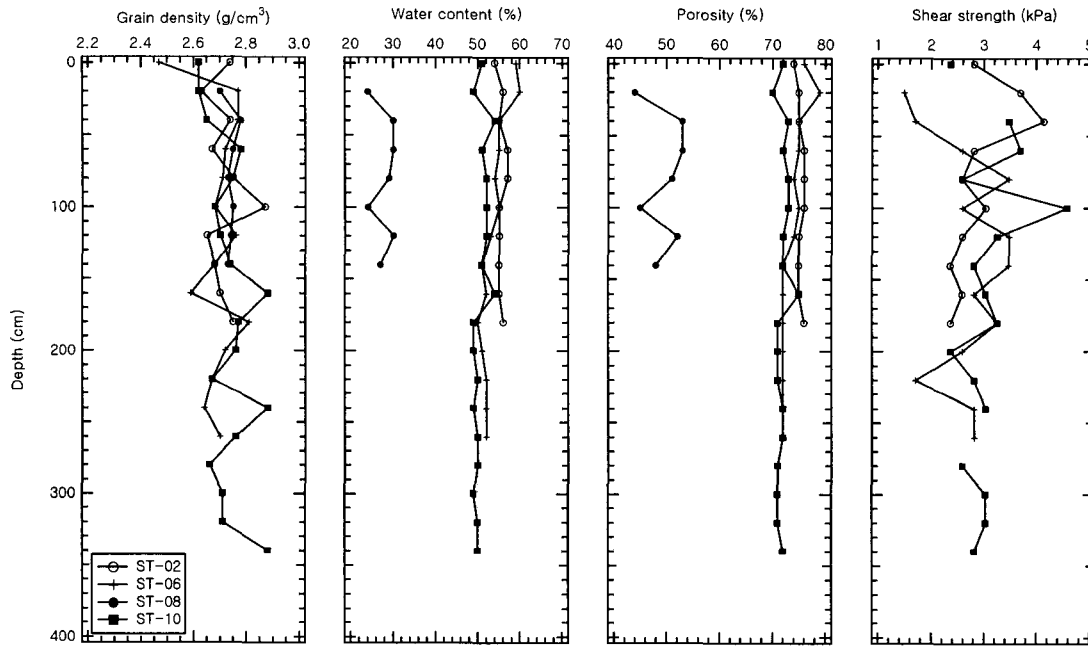 Grain density (g/cm³) Water content (%) Porosity (%) Shear strength (kPa)
2.2 2.4 2.6 2.8 3.0 20 30 40 50 60 70 40 50 60 70 80 1 2 3 4 5
0
100
200
300
400
Depth (cm)
ST-02
ST-06
ST-08
ST-10